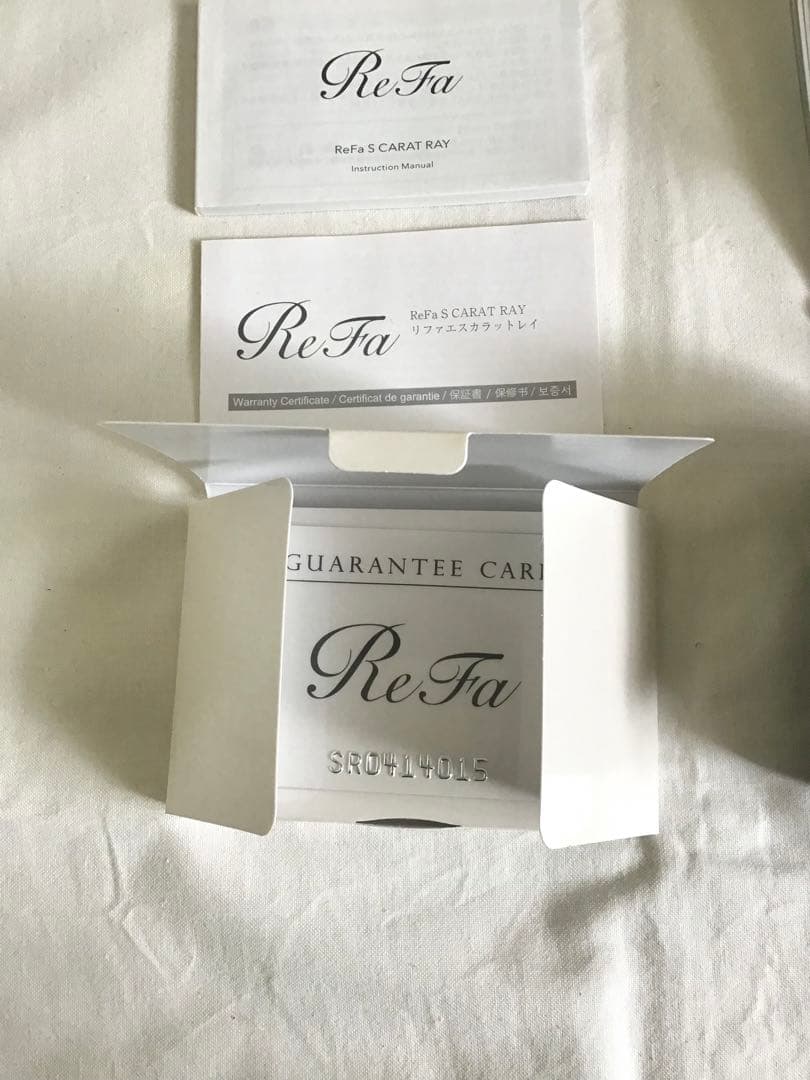 ReFa
ReFa S CARAT RAY
Instruction Manual
ReFa
ReFa S CARAT RAY
リファエスカラットレイ
Warranty Certificate / Certificat de garantie / 保証書 / 保修书 / 보증서
GUARANTEE CAR
ReFa
SR0414015